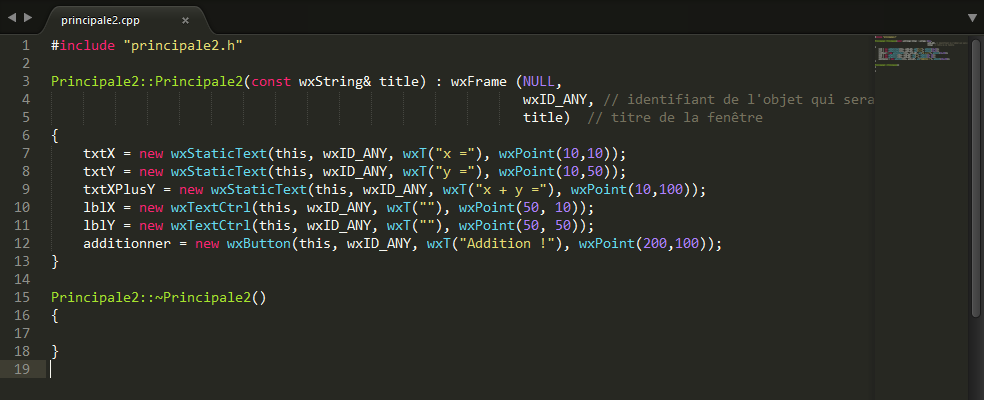 principale2.cpp ×
1 #include "principale2.h"
2
3 Principale2::Principale2(const wxString& title) : wxFrame (NULL,
4 wxID_ANY, // identifiant de l'objet qui sera
5 title)  // titre de la fenêtre
6 {
7     txtX = new wxStaticText(this, wxID_ANY, wxT("x ="), wxPoint(10,10));
8     txtY = new wxStaticText(this, wxID_ANY, wxT("y ="), wxPoint(10,50));
9     txtXPlusY = new wxStaticText(this, wxID_ANY, wxT("x + y ="), wxPoint(10,100));
10     lblX = new wxTextCtrl(this, wxID_ANY, wxT(""), wxPoint(50, 10));
11     lblY = new wxTextCtrl(this, wxID_ANY, wxT(""), wxPoint(50, 50));
12     additionner = new wxButton(this, wxID_ANY, wxT("Addition !"), wxPoint(200,100));
13 }
14
15 Principale2::~Principale2()
16 {
17
18 }
19